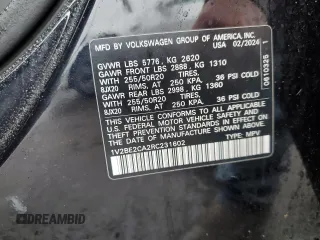 MFD. BY VOLKSWAGEN GROUP OF AMERICA, INC.
USA 02/2024
GVWR LBS 5776, KG 2620
GAWR FRONT LBS 2888, KG 1310
WITH 255/50R20 TIRES,
8JX20 RIMS, AT 250 KPA, 36 PSI COLD
GAWR REAR LBS 2998, KG 1360
WITH 255/50R20 TIRES,
8JX20 RIMS, AT 250 KPA, 36 PSI COLD
THIS VEHICLE CONFORMS TO ALL APPLICABLE
FEDERAL MOTOR VEHICLE SAFETY, BUMPER, AND
THEFT PREVENTION STANDARDS IN EFFECT ON THE
DATE OF MANUFACTURE SHOWN ABOVE.
1V2BE2CA2RC231602 TYPE: MPV
DREAMBID